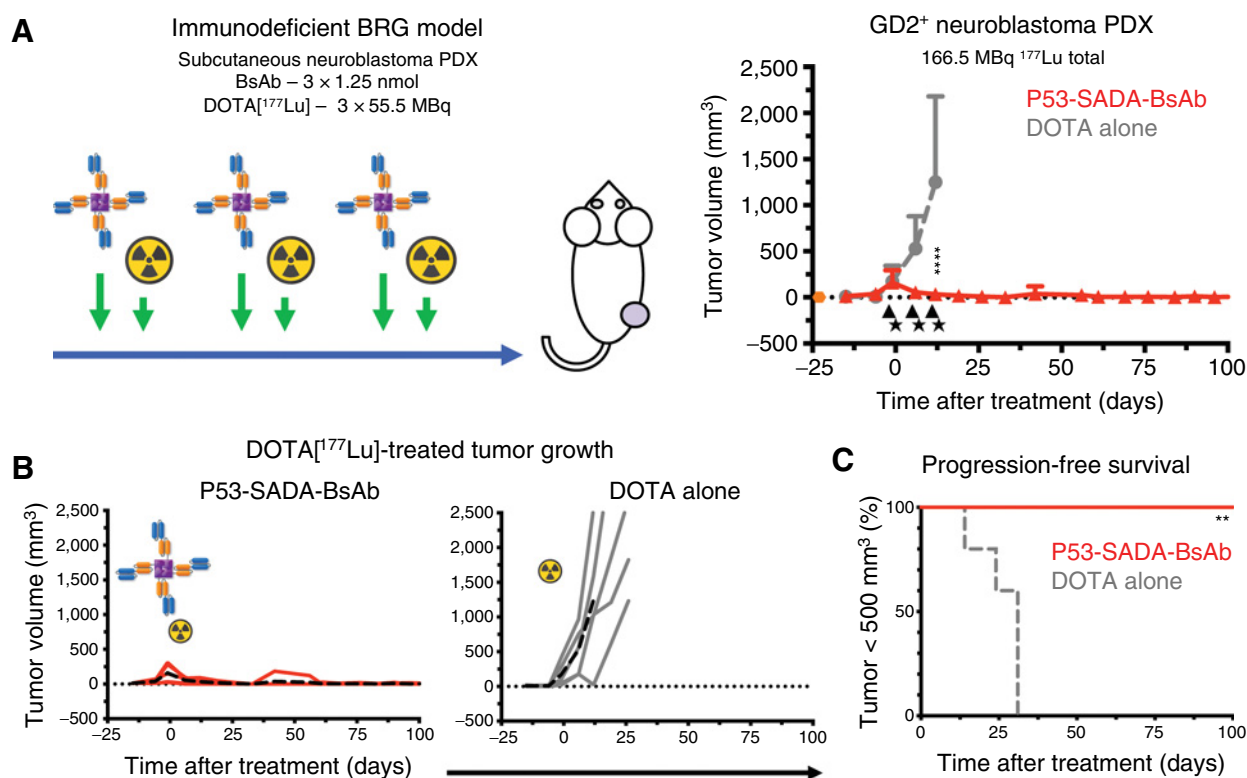 A
Immunodeficient BRG model
Subcutaneous neuroblastoma PDX
BsAb – 3 × 1.25 nmol
DOTA[¹⁷⁷Lu] – 3 × 55.5 MBq
GD2⁺ neuroblastoma PDX
166.5 MBq ¹⁷⁷Lu total
P53-SADA-BsAb
DOTA alone
Tumor volume (mm³)
2,500
2,000
1,500
1,000
500
0
–500
****
–25 0 25 50 75 100
Time after treatment (days)
B
DOTA[¹⁷⁷Lu]-treated tumor growth
P53-SADA-BsAb
Tumor volume (mm³)
2,500
2,000
1,500
1,000
500
0
–500
–25 0 25 50 75 100
Time after treatment (days)
DOTA alone
2,500
2,000
1,500
1,000
500
0
–500
–25 0 25 50 75 100
C
Progression-free survival
Tumor < 500 mm³ (%)
100
50
0
**
P53-SADA-BsAb
DOTA alone
0 25 50 75 100
Time after treatment (days)